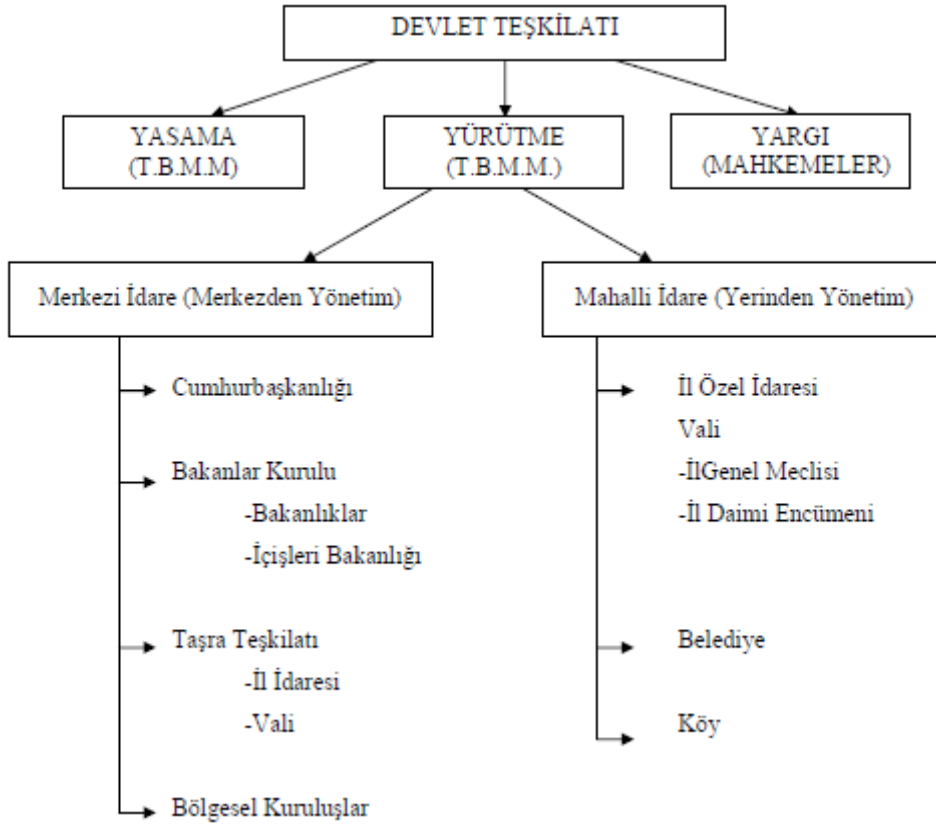 DEVLET TEŞKİLATI
YASAMA
(T.B.M.M)
YÜRÜTME
(T.B.M.M.)
YARGI
(MAHKEMELER)
Merkezi İdare (Merkezden Yönetim)
Cumhurbaşkanlığı
Bakanlar Kurulu
-Bakanlıklar
-İçişleri Bakanlığı
Taşra Teşkilatı
-İl İdaresi
-Vali
Bölgesel Kuruluşlar
Mahalli İdare (Yerinden Yönetim)
İl Özel İdaresi
Vali
-İlGenel Meclisi
-İl Daimi Encümeni
Belediye
Köy